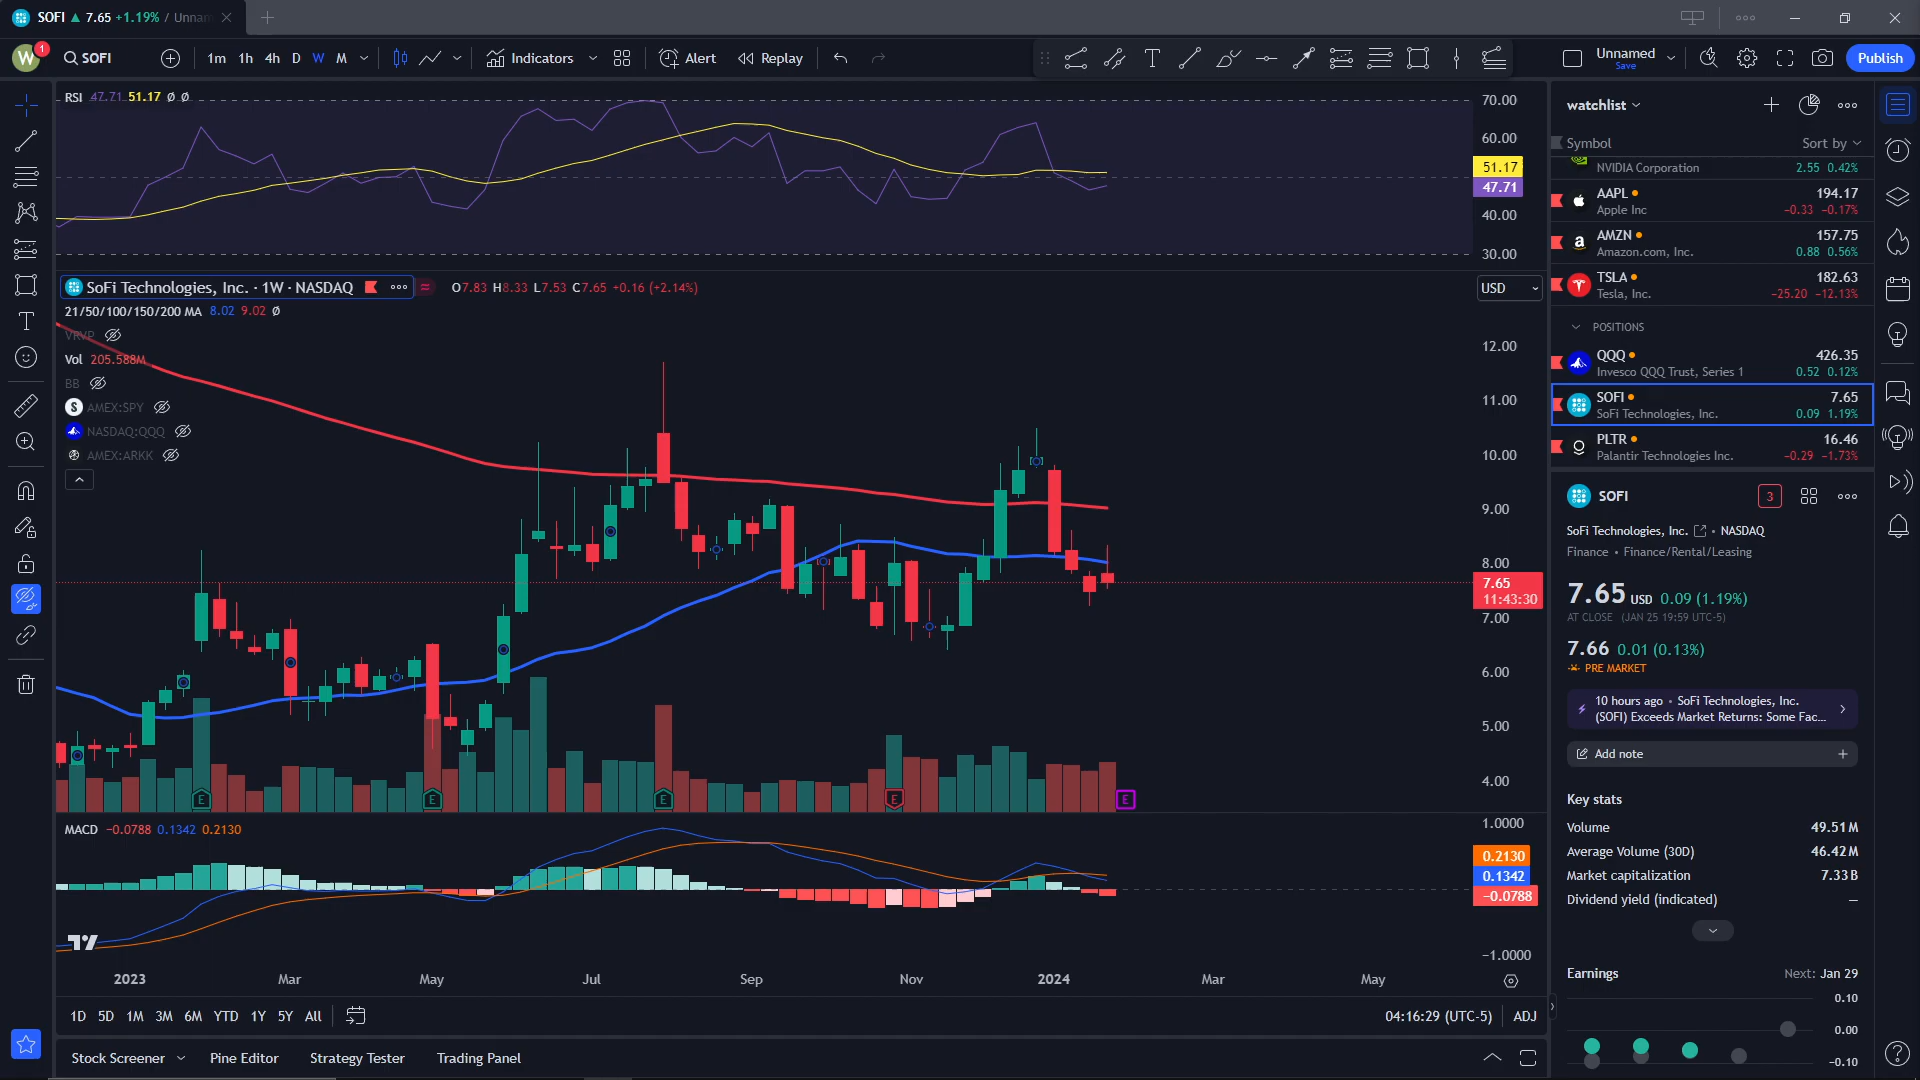 SOFI ▲ 7.65 +1.19% / Unnam
W 1 SOFI 1m 1h 4h D W M Indicators Alert Replay Unnamed Publish
Save
RSI 47.71 51.17 Ø Ø
70.00
60.00
51.17
47.71
40.00
30.00
SoFi Technologies, Inc. · 1W · NASDAQ O7.83 H8.33 L7.53 C7.65 +0.16 (+2.14%) USD
21/50/100/150/200 MA 8.02 9.02 Ø
VRVP
Vol 205.588M
BB
AMEX:SPY
NASDAQ:QQQ
AMEX:ARKK
12.00
11.00
10.00
9.00
8.00
7.65
11:43:30
7.00
6.00
5.00
4.00
E E E E E
MACD −0.0788 0.1342 0.2130
1.0000
0.2130
0.1342
−0.0788
−1.0000
2023 Mar May Jul Sep Nov 2024 Mar May
1D 5D 1M 3M 6M YTD 1Y 5Y All 04:16:29 (UTC-5) ADJ
Stock Screener Pine Editor Strategy Tester Trading Panel
watchlist
Symbol Sort by
NVIDIA Corporation 2.55 0.42%
AAPL 194.17
Apple Inc −0.33 −0.17%
AMZN 157.75
Amazon.com, Inc. 0.88 0.56%
TSLA 182.63
Tesla, Inc. −25.20 −12.13%
POSITIONS
QQQ 426.35
Invesco QQQ Trust, Series 1 0.52 0.12%
SOFI 7.65
SoFi Technologies, Inc. 0.09 1.19%
PLTR 16.46
Palantir Technologies Inc. −0.29 −1.73%
SOFI 3
SoFi Technologies, Inc. • NASDAQ
Finance • Finance/Rental/Leasing
7.65 USD 0.09 (1.19%)
AT CLOSE (JAN 25 19:59 UTC-5)
7.66 0.01 (0.13%)
PRE MARKET
10 hours ago • SoFi Technologies, Inc.
(SOFI) Exceeds Market Returns: Some Fac...
Add note
Key stats
Volume 49.51M
Average Volume (30D) 46.42M
Market capitalization 7.33B
Dividend yield (indicated) —
Earnings Next: Jan 29
0.10
0.00
−0.10